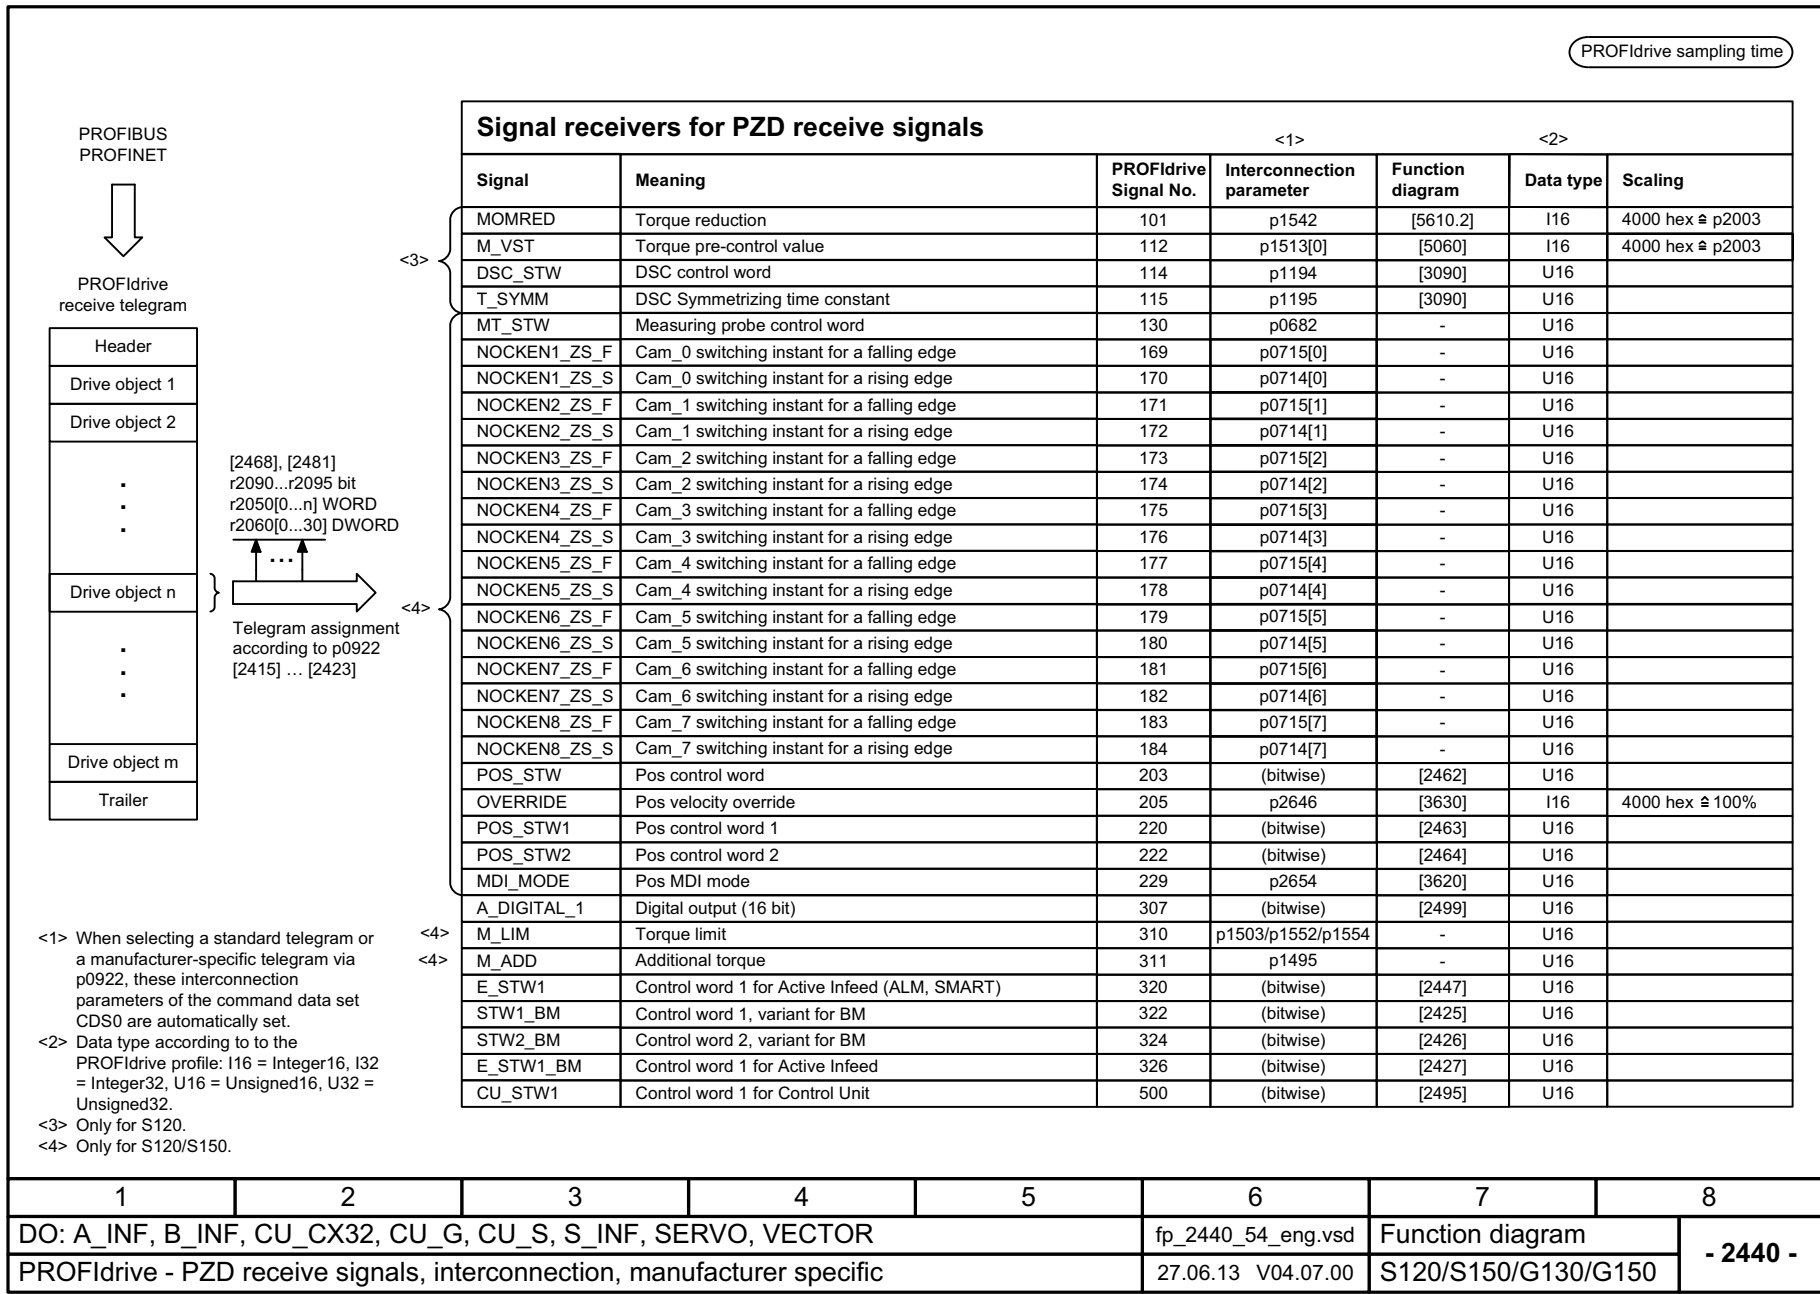 PROFIdrive sampling time
PROFIBUS
PROFINET
PROFIdrive
receive telegram
Header
Drive object 1
Drive object 2
.
.
.
Drive object n
.
.
.
Drive object m
Trailer
[2468], [2481]
r2090...r2095 bit
r2050[0...n] WORD
r2060[0...30] DWORD
...
Telegram assignment
according to p0922
[2415] … [2423]
Signal receivers for PZD receive signals <1> <2>
Signal Meaning PROFIdrive Signal No. Interconnection parameter Function diagram Data type Scaling
<3>
MOMRED Torque reduction 101 p1542 [5610.2] I16 4000 hex ≙ p2003
M_VST Torque pre-control value 112 p1513[0] [5060] I16 4000 hex ≙ p2003
DSC_STW DSC control word 114 p1194 [3090] U16
T_SYMM DSC Symmetrizing time constant 115 p1195 [3090] U16
<4>
MT_STW Measuring probe control word 130 p0682 - U16
NOCKEN1_ZS_F Cam_0 switching instant for a falling edge 169 p0715[0] - U16
NOCKEN1_ZS_S Cam_0 switching instant for a rising edge 170 p0714[0] - U16
NOCKEN2_ZS_F Cam_1 switching instant for a falling edge 171 p0715[1] - U16
NOCKEN2_ZS_S Cam_1 switching instant for a rising edge 172 p0714[1] - U16
NOCKEN3_ZS_F Cam_2 switching instant for a falling edge 173 p0715[2] - U16
NOCKEN3_ZS_S Cam_2 switching instant for a rising edge 174 p0714[2] - U16
NOCKEN4_ZS_F Cam_3 switching instant for a falling edge 175 p0715[3] - U16
NOCKEN4_ZS_S Cam_3 switching instant for a rising edge 176 p0714[3] - U16
NOCKEN5_ZS_F Cam_4 switching instant for a falling edge 177 p0715[4] - U16
NOCKEN5_ZS_S Cam_4 switching instant for a rising edge 178 p0714[4] - U16
NOCKEN6_ZS_F Cam_5 switching instant for a falling edge 179 p0715[5] - U16
NOCKEN6_ZS_S Cam_5 switching instant for a rising edge 180 p0714[5] - U16
NOCKEN7_ZS_F Cam_6 switching instant for a falling edge 181 p0715[6] - U16
NOCKEN7_ZS_S Cam_6 switching instant for a rising edge 182 p0714[6] - U16
NOCKEN8_ZS_F Cam_7 switching instant for a falling edge 183 p0715[7] - U16
NOCKEN8_ZS_S Cam_7 switching instant for a rising edge 184 p0714[7] - U16
POS_STW Pos control word 203 (bitwise) [2462] U16
OVERRIDE Pos velocity override 205 p2646 [3630] I16 4000 hex ≙ 100%
POS_STW1 Pos control word 1 220 (bitwise) [2463] U16
POS_STW2 Pos control word 2 222 (bitwise) [2464] U16
MDI_MODE Pos MDI mode 229 p2654 [3620] U16
A_DIGITAL_1 Digital output (16 bit) 307 (bitwise) [2499] U16
<4> M_LIM Torque limit 310 p1503/p1552/p1554 - U16
<4> M_ADD Additional torque 311 p1495 - U16
E_STW1 Control word 1 for Active Infeed (ALM, SMART) 320 (bitwise) [2447] U16
STW1_BM Control word 1, variant for BM 322 (bitwise) [2425] U16
STW2_BM Control word 2, variant for BM 324 (bitwise) [2426] U16
E_STW1_BM Control word 1 for Active Infeed 326 (bitwise) [2427] U16
CU_STW1 Control word 1 for Control Unit 500 (bitwise) [2495] U16
<1> When selecting a standard telegram or
a manufacturer-specific telegram via
p0922, these interconnection
parameters of the command data set
CDS0 are automatically set.
<2> Data type according to to the
PROFIdrive profile: I16 = Integer16, I32
= Integer32, U16 = Unsigned16, U32 =
Unsigned32.
<3> Only for S120.
<4> Only for S120/S150.
1 2 3 4 5 6 7 8
DO: A_INF, B_INF, CU_CX32, CU_G, CU_S, S_INF, SERVO, VECTOR fp_2440_54_eng.vsd Function diagram
- 2440 -
PROFIdrive - PZD receive signals, interconnection, manufacturer specific 27.06.13 V04.07.00 S120/S150/G130/G150